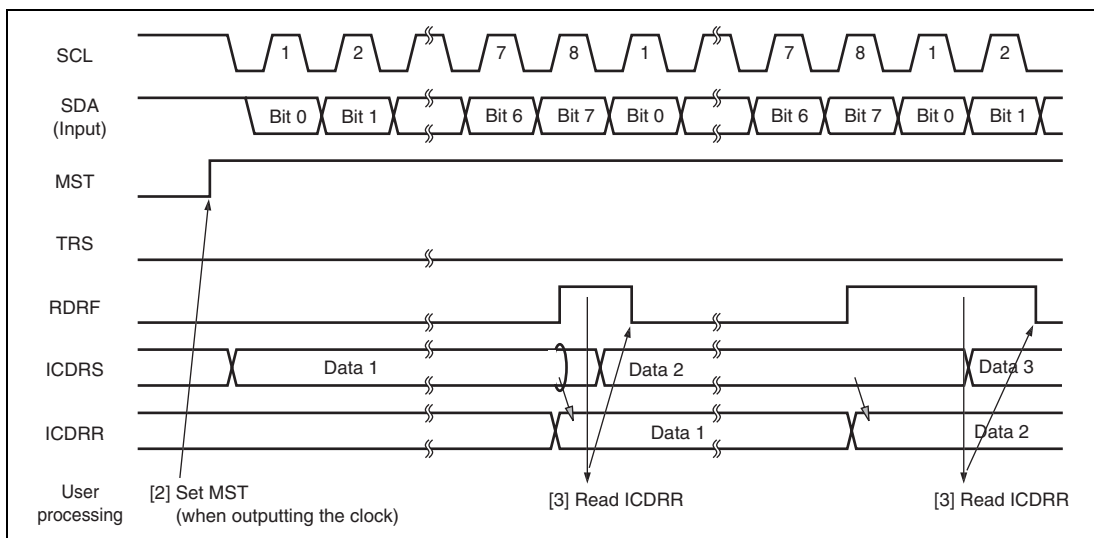 SCL 1 2 7 8 1 7 8 1 2
SDA
(Input)
Bit 0 Bit 1 Bit 6 Bit 7 Bit 0 Bit 6 Bit 7 Bit 0 Bit 1
MST
TRS
RDRF
ICDRS Data 1 Data 2 Data 3
ICDRR Data 1 Data 2
User
processing
[2] Set MST
(when outputting the clock)
[3] Read ICDRR [3] Read ICDRR